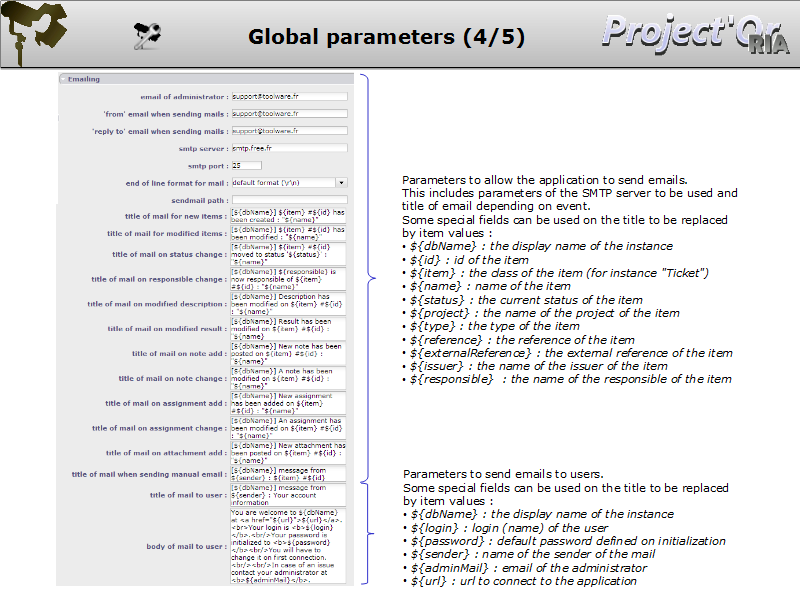 Global parameters (4/5)
Project'Or
RIA
Emailing
email of administrator : support@toolware.fr
'from' email when sending mails : support@toolware.fr
'reply to' email when sending mails : support@toolware.fr
smtp server : smtp.free.fr
smtp port : 25
end of line format for mail : default format (\r\n)
sendmail path :
title of mail for new items : [${dbName}] ${item} #${id} has
been created : "${name}"
title of mail for modified items : [${dbName}] ${item} #${id} has
been modified : "${name}"
title of mail on status change : [${dbName}] ${item} #${id}
moved to status '${status}' :
"${name}"
title of mail on responsible change : [${dbName}] ${responsible} is
now responsible of ${item}
#${id} : "${name}"
title of mail on modified description : [${dbName}] Description has
been modified on ${item} #${id}
: "${name}"
title of mail on modified result : [${dbName}] Result has been
modified on ${item} #${id} :
"${name}
title of mail on note add : [${dbName}] New note has been
posted on ${item} #${id} :
"${name}"
title of mail on note change : [${dbName}] A note has been
modified on ${item} #${id} :
"${name}"
title of mail on assignment add : [${dbName}] New assignment
has been added on ${item}
#${id} : "${name}"
title of mail on assignment change : [${dbName}] An assignment has
been modified on ${item} #${id}
: "${name}"
title of mail on attachment add : [${dbName}] New attachment has
been posted on ${item} #${id} :
"${name}"
title of mail when sending manual email : [${dbName}] message from
${sender} : ${item} #${id}
title of mail to user : [${dbName}] message from
${sender} : Your account
information
body of mail to user : You are welcome to ${dbName}
at <a href="${url}">${url}</a>.
<br>Your login is <b>${login}
</b>.<br/>Your password is
initialized to <b>${password}
</b><br/>You will have to
change it on first connection.
<br/><br/>In case of an issue
contact your administrator at
<b>${adminMail}</b>.
Parameters to allow the application to send emails.
This includes parameters of the SMTP server to be used and
title of email depending on event.
Some special fields can be used on the title to be replaced
by item values :
• ${dbName} : the display name of the instance
• ${id} : id of the item
• ${item} : the class of the item (for instance "Ticket")
• ${name} : name of the item
• ${status} : the current status of the item
• ${project} : the name of the project of the item
• ${type} : the type of the item
• ${reference} : the reference of the item
• ${externalReference} : the external reference of the item
• ${issuer} : the name of the issuer of the item
• ${responsible} : the name of the responsible of the item
Parameters to send emails to users.
Some special fields can be used on the title to be replaced
by item values :
• ${dbName} : the display name of the instance
• ${login} : login (name) of the user
• ${password} : default password defined on initialization
• ${sender} : name of the sender of the mail
• ${adminMail} : email of the administrator
• ${url} : url to connect to the application